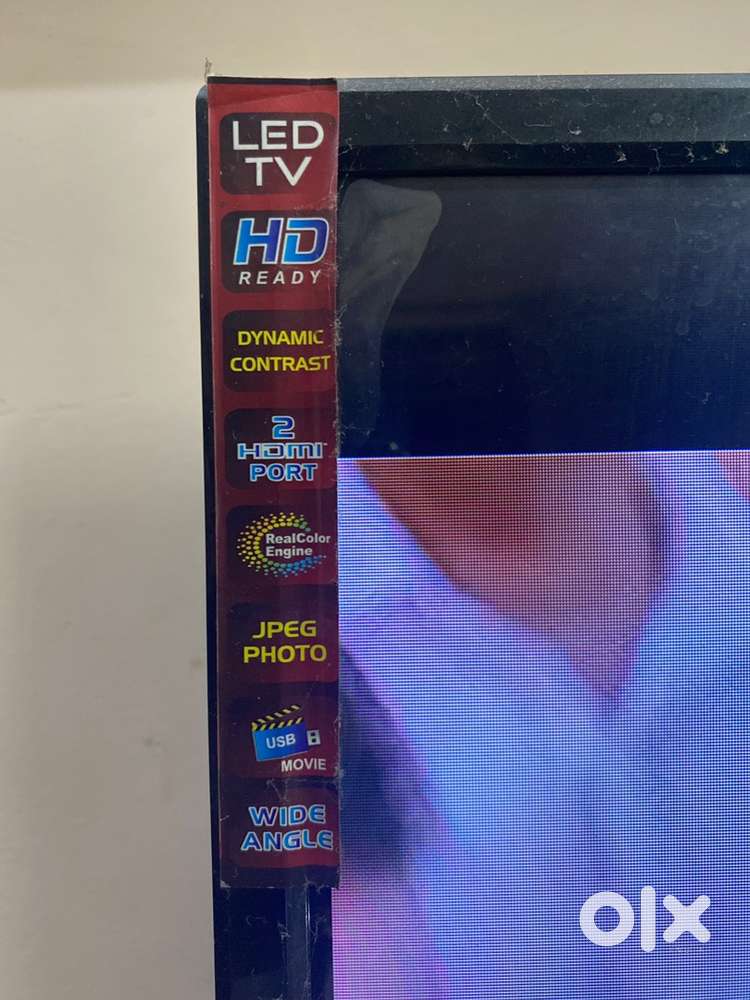 LED
TV
HD
READY
DYNAMIC
CONTRAST
2
HDMI
PORT
RealColor
Engine
JPEG
PHOTO
USB
MOVIE
WIDE
ANGLE
olx